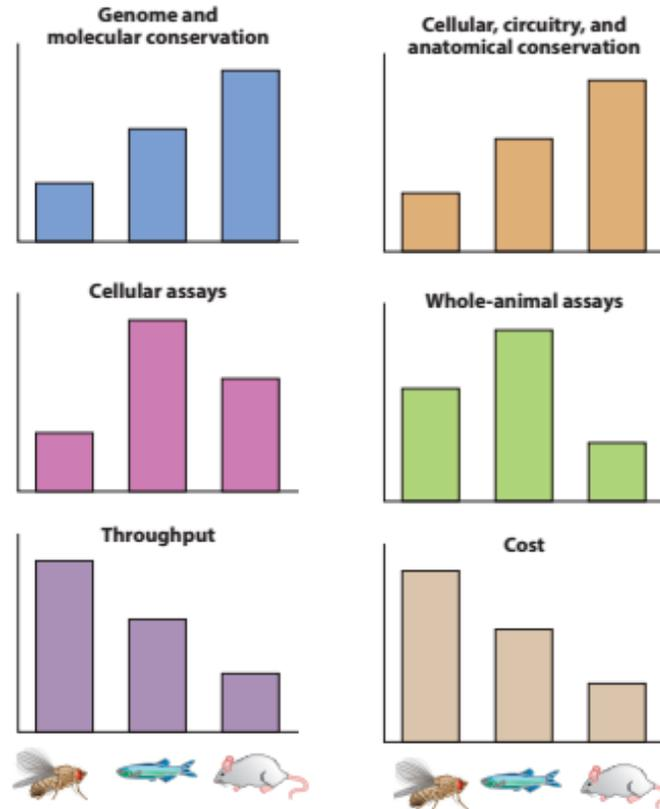 Genome and
molecular conservation
Cellular, circuitry, and
anatomical conservation
Cellular assays
Whole-animal assays
Throughput
Cost